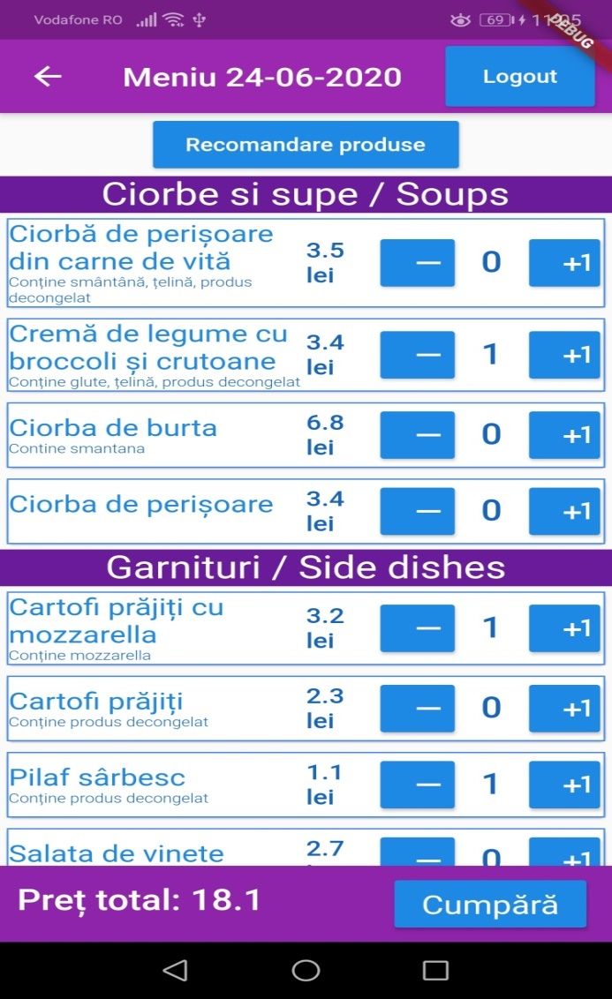 Vodafone RO 69 11:05
DEBUG
Meniu 24-06-2020 Logout
Recomandare produse
Ciorbe si supe / Soups
Ciorbă de perișoare
din carne de vită
Conține smântână, țelină, produs
decongelat
3.5
lei
— 0 +1
Cremă de legume cu
broccoli și crutoane
Conține glute, țelină, produs decongelat
3.4
lei
— 1 +1
Ciorba de burta
Contine smantana
6.8
lei
— 0 +1
Ciorba de perișoare
3.4
lei
— 0 +1
Garnituri / Side dishes
Cartofi prăjiți cu
mozzarella
Conține mozzarella
3.2
lei
— 1 +1
Cartofi prăjiți
Conține produs decongelat
2.3
lei
— 0 +1
Pilaf sârbesc
Conține produs decongelat
1.1
lei
— 1 +1
Salata de vinete
2.7
— 0 +1
Preț total: 18.1 Cumpără